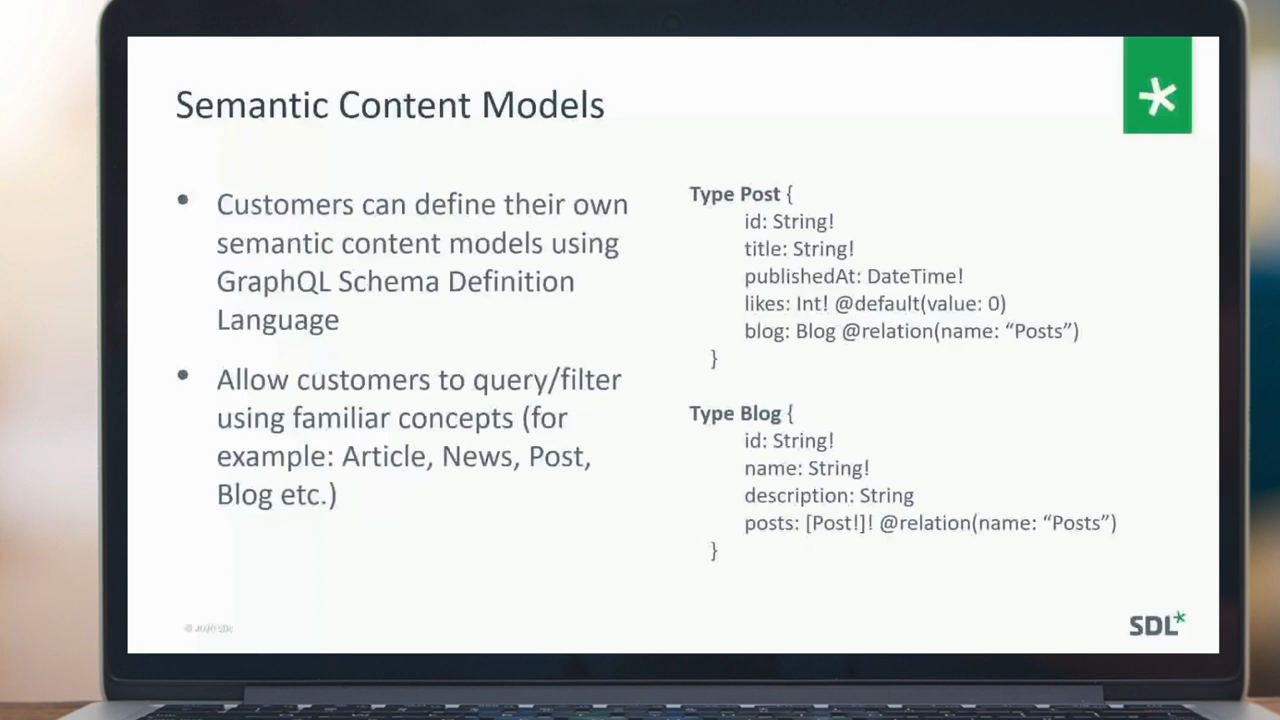 Semantic Content Models
• Customers can define their own
semantic content models using
GraphQL Schema Definition
Language
• Allow customers to query/filter
using familiar concepts (for
example: Article, News, Post,
Blog etc.)
Type Post {
id: String!
title: String!
publishedAt: DateTime!
likes: Int! @default(value: 0)
blog: Blog @relation(name: “Posts”)
}
Type Blog {
id: String!
name: String!
description: String
posts: [Post!]! @relation(name: “Posts”)
}
SDL*